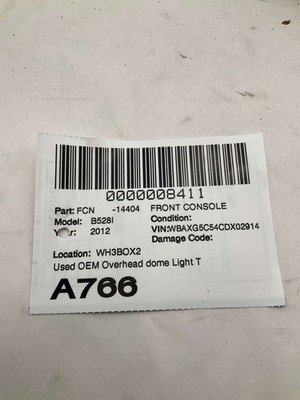 0000008411
Part: FCN -14404 FRONT CONSOLE
Model: B528I Condition:
Year: 2012 VIN:WBAXG5C54CDX02914
Damage Code:
Location: WH3BOX2
Used OEM Overhead dome Light T
A766